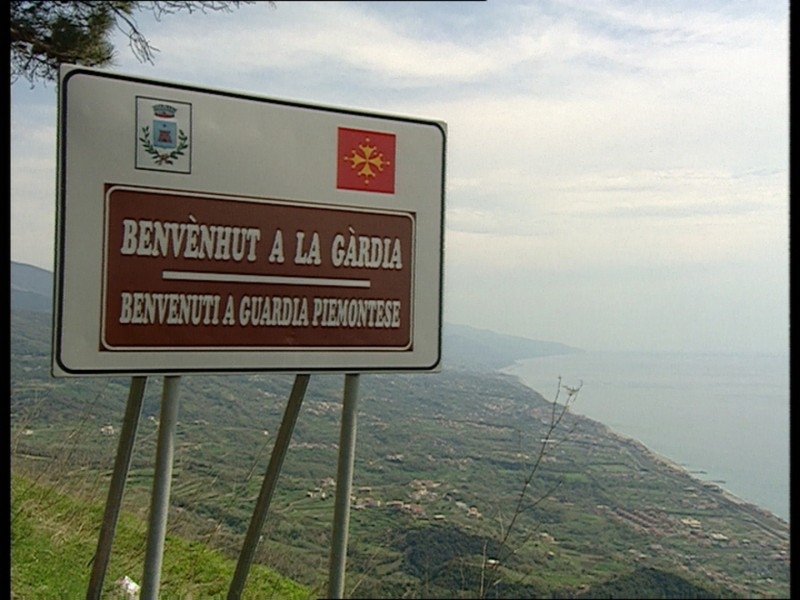 BENVÈNHUT A LA GÀRDIA
BENVENUTI A GUARDIA PIEMONTESE